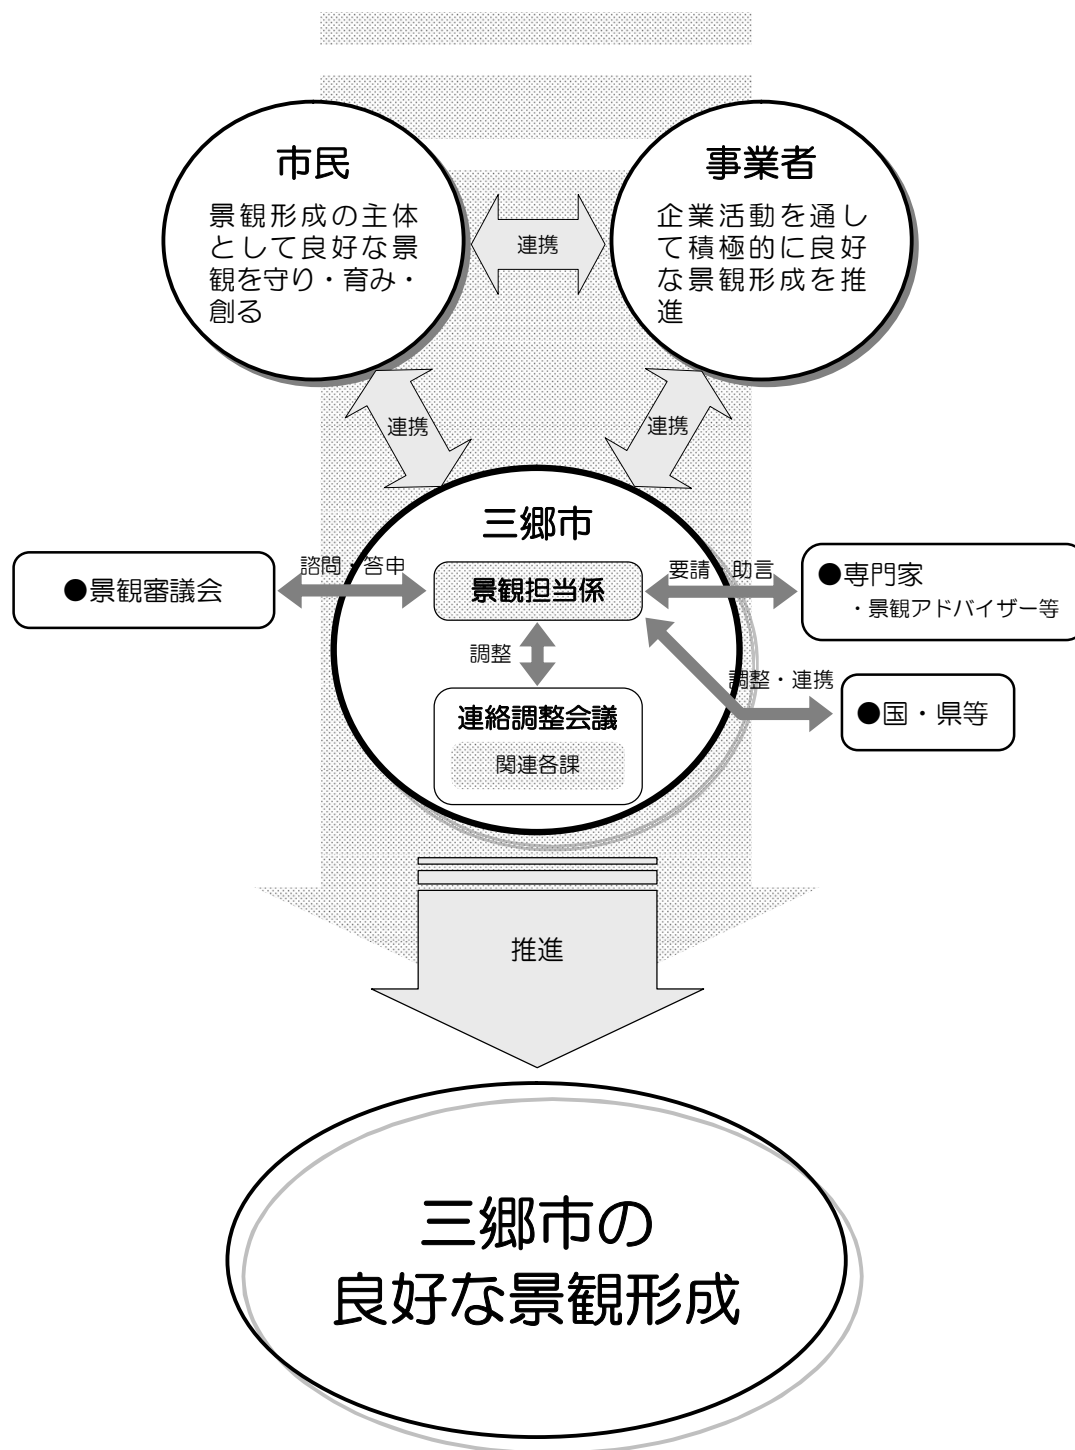 市民
景観形成の主体
として良好な景
観を守り・育み・
創る
連携
事業者
企業活動を通し
て積極的に良好
な景観形成を推
進
連携
連携
三郷市
●景観審議会
諮問・答申
景観担当係
要請・助言
●専門家
・景観アドバイザー等
調整
調整・連携
●国・県等
連絡調整会議
関連各課
推進
三郷市の
良好な景観形成